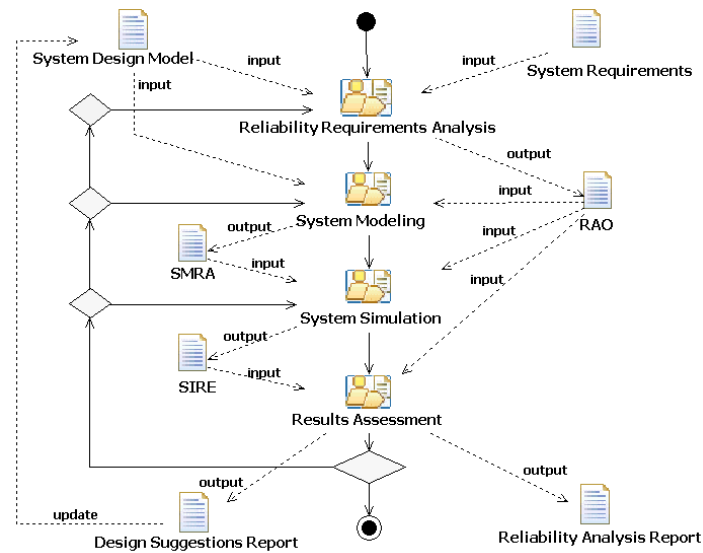 System Design Model
input
input
System Requirements
input
Reliability Requirements Analysis
output
input
RAO
System Modeling
output
input
SMRA
input
input
System Simulation
output
SIRE
input
Results Assessment
output
output
update
Design Suggestions Report
Reliability Analysis Report